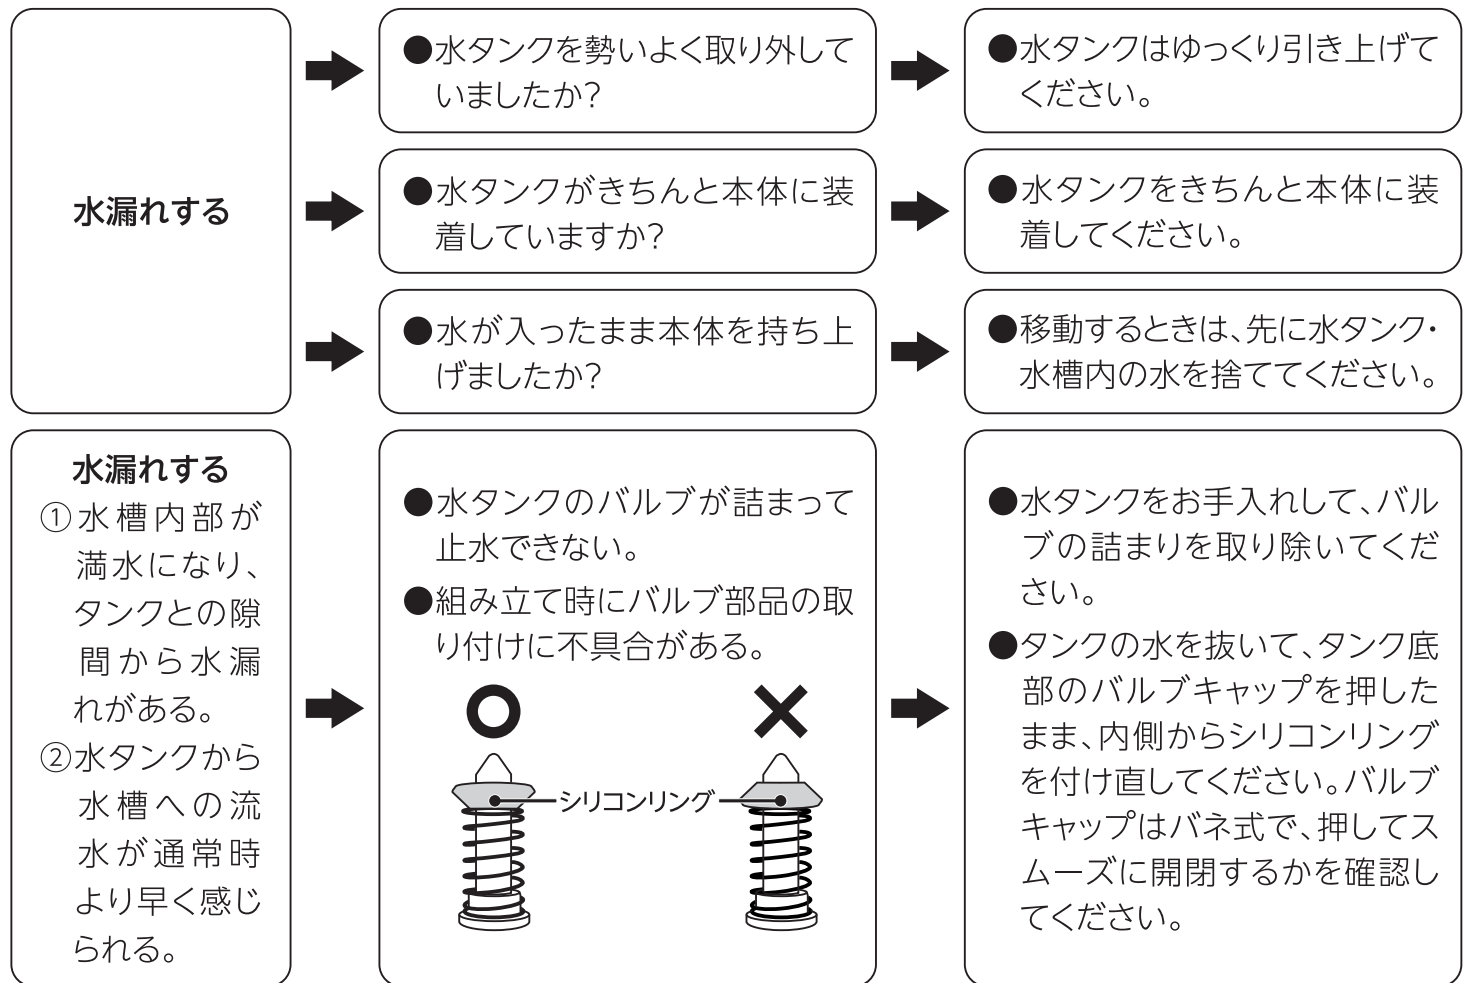 水漏れする
●水タンクを勢いよく取り外して
いましたか?
●水タンクはゆっくり引き上げて
ください。
●水タンクがきちんと本体に装
着していますか?
●水タンクをきちんと本体に装
着してください。
●水が入ったまま本体を持ち上
げましたか?
●移動するときは、先に水タンク・
水槽内の水を捨ててください。
水漏れする
①水槽内部が
満水になり、
タンクとの隙
間から水漏
れがある。
②水タンクから
水槽への流
水が通常時
より早く感じ
られる。
●水タンクのバルブが詰まって
止水できない。
●組み立て時にバルブ部品の取
り付けに不具合がある。
シリコンリング
●水タンクをお手入れして、バル
ブの詰まりを取り除いてくだ
さい。
●タンクの水を抜いて、タンク底
部のバルブキャップを押した
まま、内側からシリコンリング
を付け直してください。バルブ
キャップはバネ式で、押してス
ムーズに開閉するかを確認し
てください。